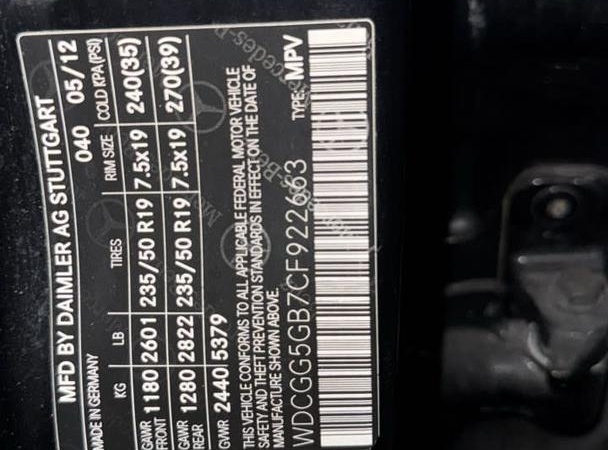 MFD BY DAIMLER AG STUTTGART
MADE IN GERMANY 040 05/12
KG LB TIRES RIM SIZE COLD KPA (PSI)
GAWR FRONT 1180 2601 235/50 R19 7.5x19 240(35)
GAWR REAR 1280 2822 235/50 R19 7.5x19 270(39)
GVWR 2440 5379
THIS VEHICLE CONFORMS TO ALL APPLICABLE FEDERAL MOTOR VEHICLE
SAFETY AND THEFT PREVENTION STANDARDS IN EFFECT ON THE DATE OF
MANUFACTURE SHOWN ABOVE.
WDCGG5GB7CF922663 TYPE: MPV